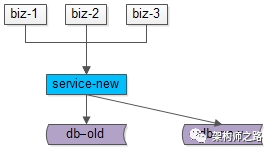 biz-1 biz-2 biz-3
service-new
db–old
架构师之路